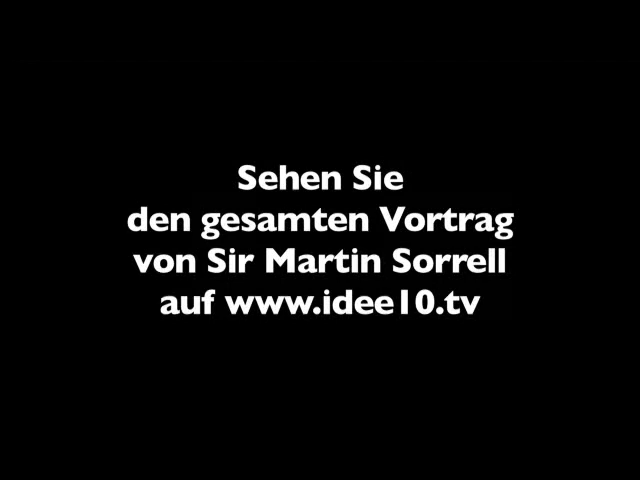 Sehen Sie
den gesamten Vortrag
von Sir Martin Sorrell
auf www.idee10.tv